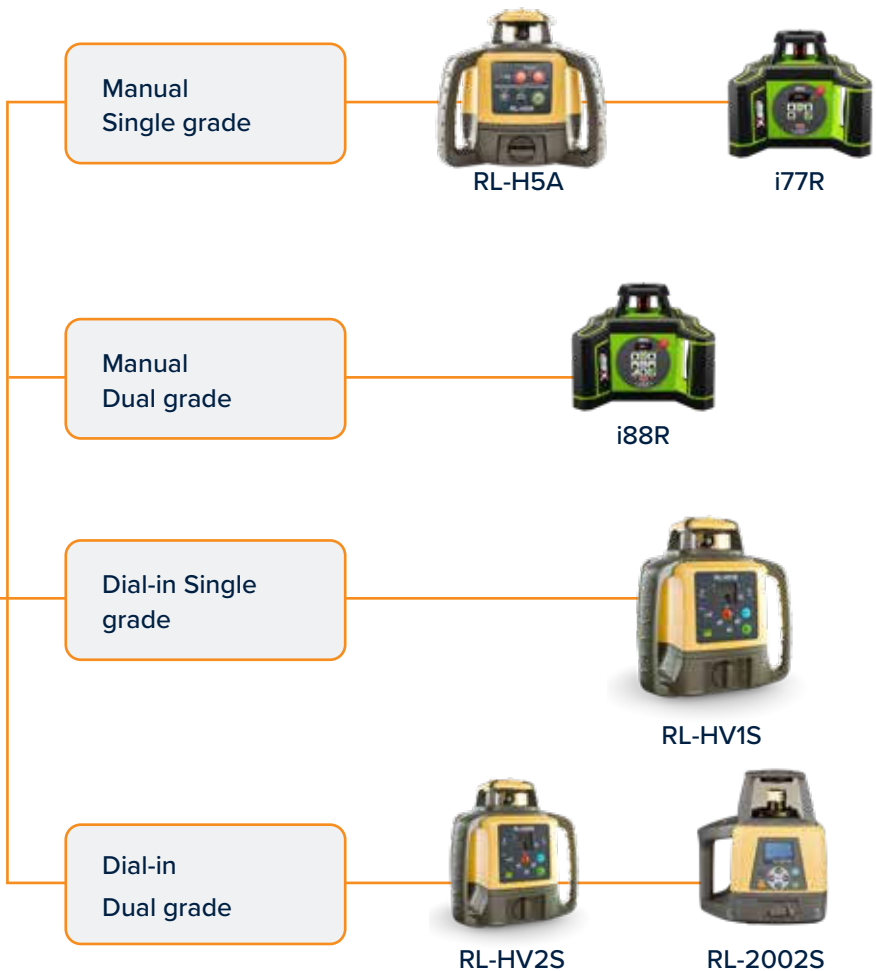 Manual
Single grade
RL-H5A
i77R
Manual
Dual grade
i88R
Dial-in Single
grade
RL-HV1S
Dial-in
Dual grade
RL-HV2S
RL-2002S